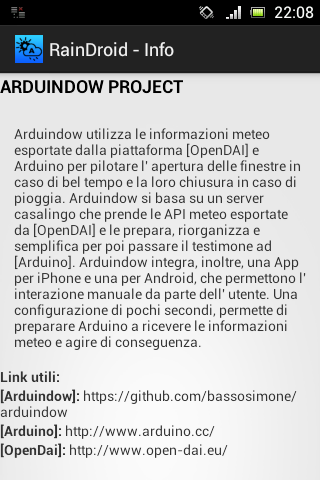 22:08
RainDroid - Info
ARDUINDOW PROJECT
Arduindow utilizza le informazioni meteo
esportate dalla piattaforma [OpenDAI] e
Arduino per pilotare l' apertura delle finestre in
caso di bel tempo e la loro chiusura in caso di
pioggia. Arduindow si basa su un server
casalingo che prende le API meteo esportate
da [OpenDAI] e le prepara, riorganizza e
semplifica per poi passare il testimone ad
[Arduino]. Arduindow integra, inoltre, una App
per iPhone e una per Android, che permettono l'
interazione manuale da parte dell' utente. Una
configurazione di pochi secondi, permette di
preparare Arduino a ricevere le informazioni
meteo e agire di conseguenza.
Link utili:
[Arduindow]: https://github.com/bassosimone/
arduindow
[Arduino]: http://www.arduino.cc/
[OpenDai]: http://www.open-dai.eu/